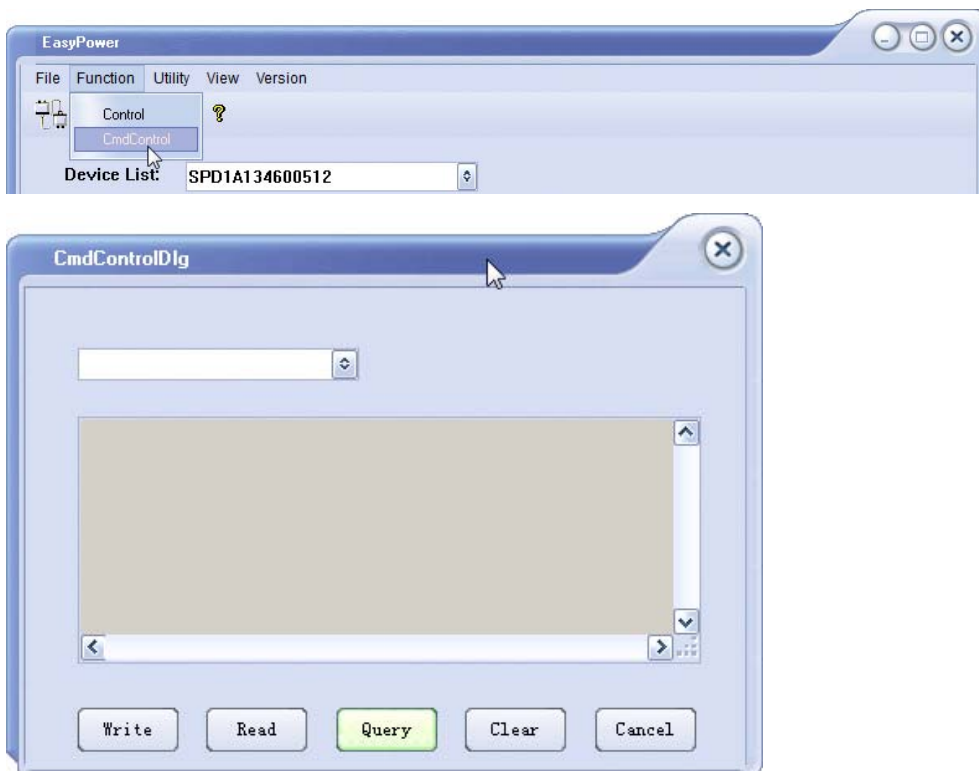 EasyPower
File Function Utility View Version
Control
?
CmdControl
Device List: SPD1A134600512
CmdControlDlg
Write Read Query Clear Cancel